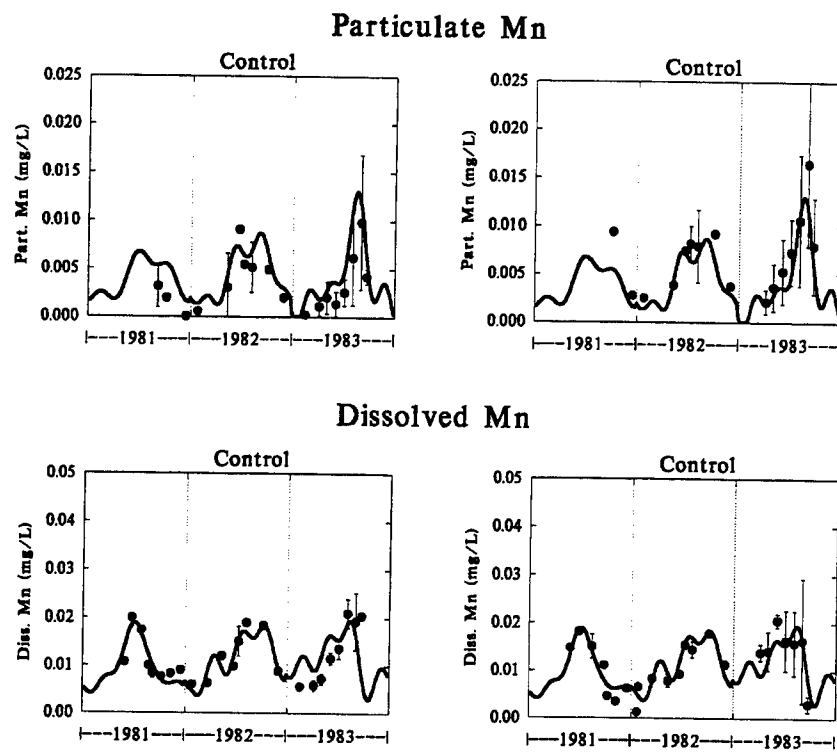 Particulate Mn
Control
Control
0.025
0.020
0.015
0.010
0.005
0.000
Part. Mn (mg/L)
|----1981----|----1982----|----1983----|
0.025
0.020
0.015
0.010
0.005
0.000
Part. Mn (mg/L)
|----1981----|----1982----|----1983----
Dissolved Mn
Control
Control
0.05
0.04
0.03
0.02
0.01
0.00
Diss. Mn (mg/L)
|----1981----|----1982----|----1983----|
0.05
0.04
0.03
0.02
0.01
0.00
Diss. Mn (mg/L)
|----1981----|----1982----|----1983----